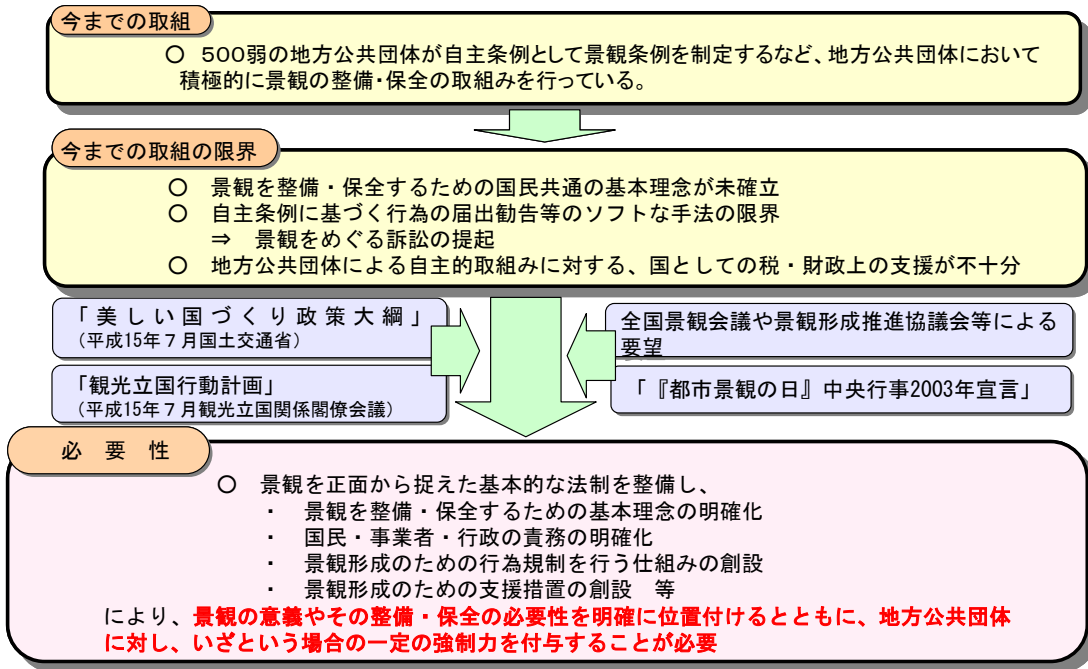 今までの取組
○ 500弱の地方公共団体が自主条例として景観条例を制定するなど、地方公共団体において
積極的に景観の整備・保全の取組みを行っている。
今までの取組の限界
○ 景観を整備・保全するための国民共通の基本理念が未確立
○ 自主条例に基づく行為の届出勧告等のソフトな手法の限界
⇒ 景観をめぐる訴訟の提起
○ 地方公共団体による自主的取組みに対する、国としての税・財政上の支援が不十分
「美しい国づくり政策大綱」
(平成15年7月国土交通省)
「観光立国行動計画」
(平成15年7月観光立国関係閣僚会議)
全国景観会議や景観形成推進協議会等による
要望
「『都市景観の日』中央行事2003年宣言」
必 要 性
○ 景観を正面から捉えた基本的な法制を整備し、
・ 景観を整備・保全するための基本理念の明確化
・ 国民・事業者・行政の責務の明確化
・ 景観形成のための行為規制を行う仕組みの創設
・ 景観形成のための支援措置の創設 等
により、景観の意義やその整備・保全の必要性を明確に位置付けるとともに、地方公共団体
に対し、いざという場合の一定の強制力を付与することが必要